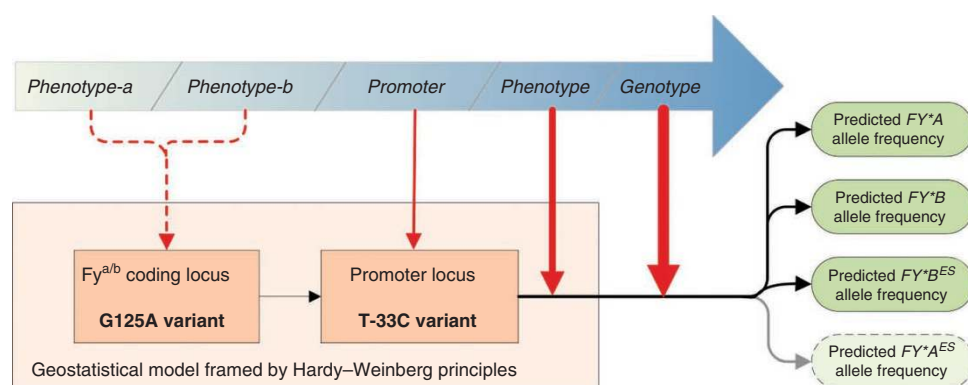 Phenotype-a
Phenotype-b
Promoter
Phenotype
Genotype
Predicted FY*A
allele frequency
Predicted FY*B
allele frequency
Fy^a/b coding locus
G125A variant
Promoter locus
T-33C variant
Predicted FY*B^ES
allele frequency
Predicted FY*A^ES
allele frequency
Geostatistical model framed by Hardy–Weinberg principles